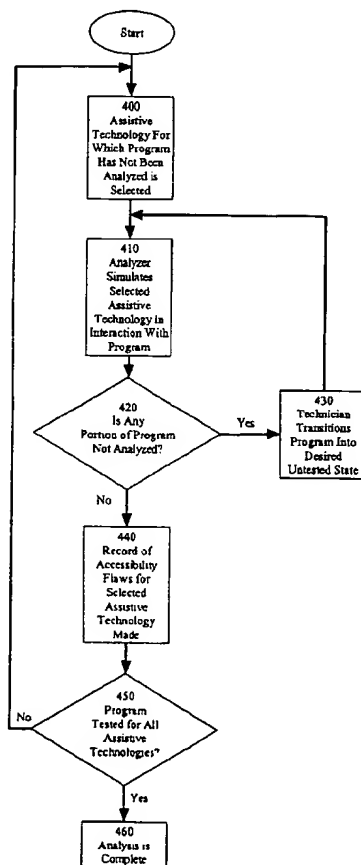 Start
400
Assistive
Technology For
Which Program
Has Not Been
Analyzed is
Selected
410
Analyzer
Simulates
Selected
Assistive
Technology in
Interaction With
Program
420
Is Any
Portion of Program
Not Analyzed?
Yes
430
Technician
Transitions
Program Into
Desired
Untested State
No
440
Record of
Accessibility
Flaws for
Selected
Assistive
Technology
Made
450
Program
Tested for All
Assistive
Technologies?
No
Yes
460
Analysis is
Complete